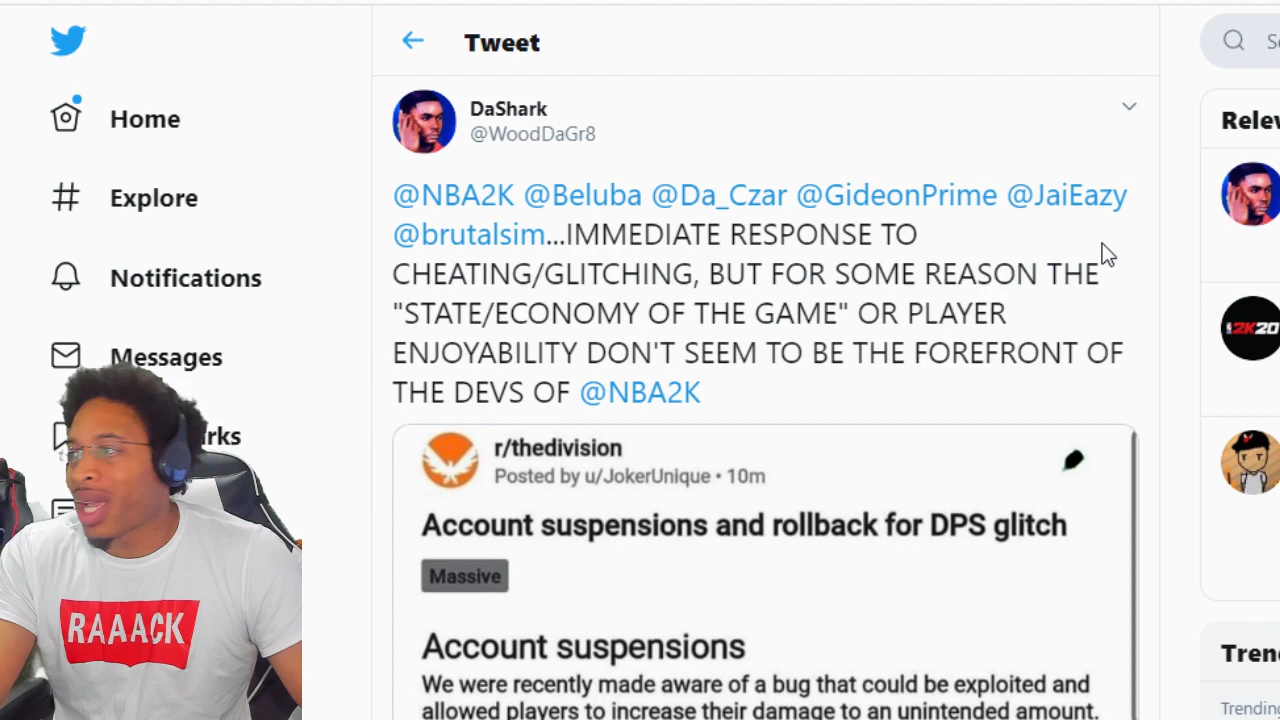 Tweet
DaShark
@WoodDaGr8
Home
Explore
Notifications
Messages
@NBA2K @Beluba @Da_Czar @GideonPrime @JaiEazy
@brutalsim...IMMEDIATE RESPONSE TO
CHEATING/GLITCHING, BUT FOR SOME REASON THE
"STATE/ECONOMY OF THE GAME" OR PLAYER
ENJOYABILITY DON'T SEEM TO BE THE FOREFRONT OF
THE DEVS OF @NBA2K
r/thedivision
Posted by u/JokerUnique • 10m
Account suspensions and rollback for DPS glitch
Massive
Account suspensions
We were recently made aware of a bug that could be exploited and
allowed players to increase their damage to an unintended amount.
RAAACK
2K20
Trending